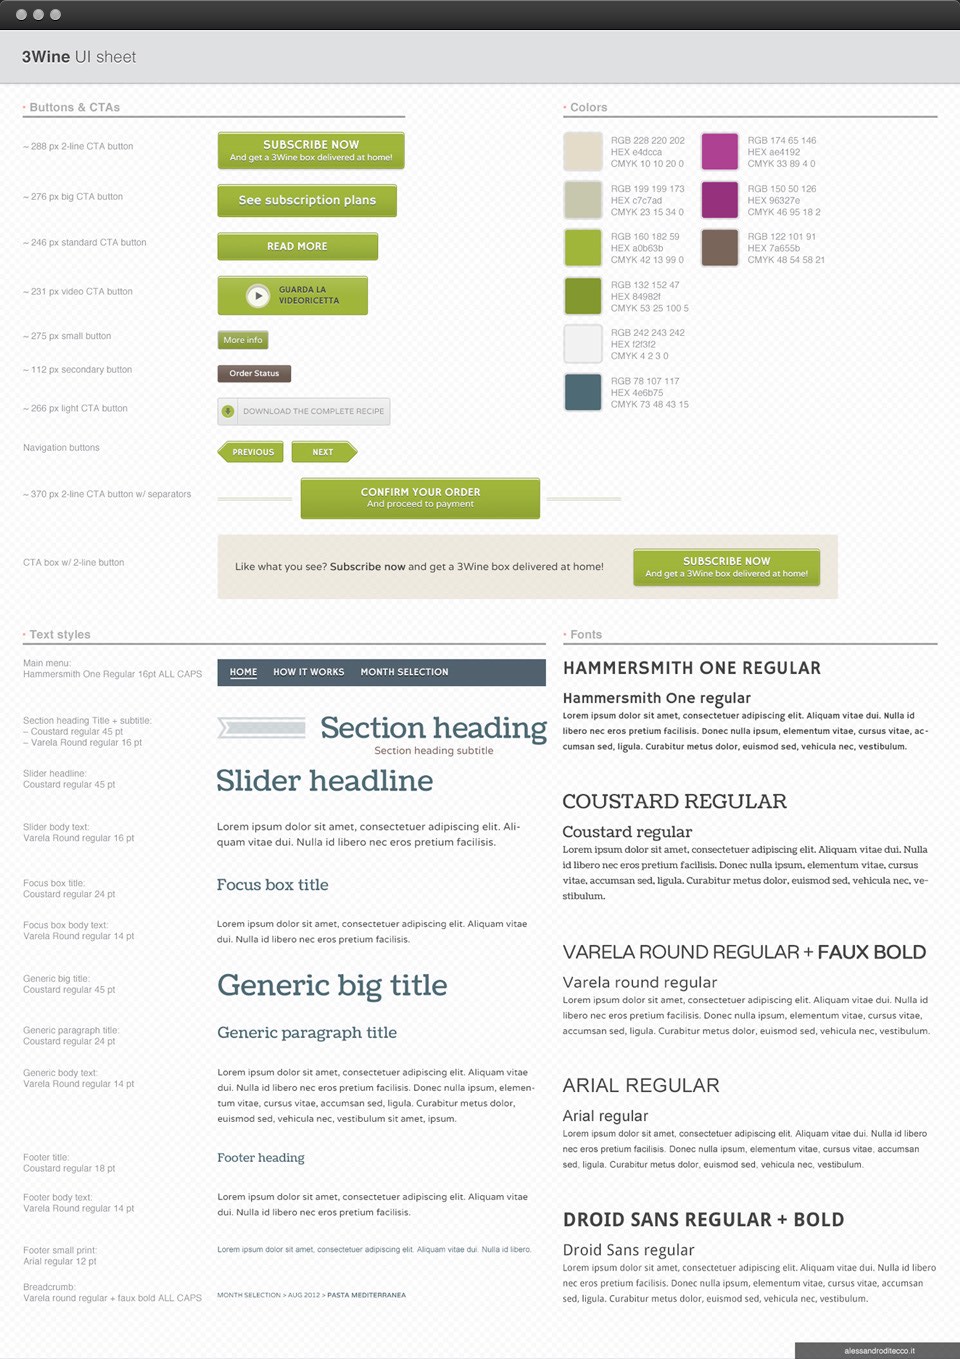 3Wine UI sheet
• Buttons & CTAs
~ 288 px 2-line CTA button
SUBSCRIBE NOW
And get a 3Wine box delivered at home!
~ 276 px big CTA button
See subscription plans
~ 246 px standard CTA button
READ MORE
~ 231 px video CTA button
GUARDA LA
VIDEORICETTA
~ 275 px small button
More info
~ 112 px secondary button
Order Status
~ 266 px light CTA button
DOWNLOAD THE COMPLETE RECIPE
Navigation buttons
PREVIOUS
NEXT
~ 370 px 2-line CTA button w/ separators
CONFIRM YOUR ORDER
And proceed to payment
CTA box w/ 2-line button
Like what you see? Subscribe now and get a 3Wine box delivered at home!
SUBSCRIBE NOW
And get a 3Wine box delivered at home!
• Colors
RGB 228 220 202
HEX e4dcca
CMYK 10 10 20 0
RGB 174 65 146
HEX ae4192
CMYK 33 89 4 0
RGB 199 199 173
HEX c7c7ad
CMYK 23 15 34 0
RGB 150 50 126
HEX 96327e
CMYK 46 95 18 2
RGB 160 182 59
HEX a0b63b
CMYK 42 13 99 0
RGB 122 101 91
HEX 7a655b
CMYK 48 54 58 21
RGB 132 152 47
HEX 84982f
CMYK 53 25 100 5
RGB 242 243 242
HEX f2f3f2
CMYK 4 2 3 0
RGB 78 107 117
HEX 4e6b75
CMYK 73 48 43 15
• Text styles
Main menu:
Hammersmith One Regular 16pt ALL CAPS
HOME HOW IT WORKS MONTH SELECTION
Section heading Title + subtitle:
– Coustard regular 45 pt
– Varela Round regular 16 pt
Section heading
Section heading subtitle
Slider headline:
Coustard regular 45 pt
Slider headline
Slider body text:
Varela Round regular 16 pt
Lorem ipsum dolor sit amet, consectetuer adipiscing elit. Ali-
quam vitae dui. Nulla id libero nec eros pretium facilisis.
Focus box title:
Coustard regular 24 pt
Focus box title
Focus box body text:
Varela Round regular 14 pt
Lorem ipsum dolor sit amet, consectetuer adipiscing elit. Aliquam vitae
dui. Nulla id libero nec eros pretium facilisis.
Generic big title:
Coustard regular 45 pt
Generic big title
Generic paragraph title:
Coustard regular 24 pt
Generic paragraph title
Generic body text:
Varela Round regular 14 pt
Lorem ipsum dolor sit amet, consectetuer adipiscing elit. Aliquam vitae
dui. Nulla id libero nec eros pretium facilisis. Donec nulla ipsum, elemen-
tum vitae, cursus vitae, accumsan sed, ligula. Curabitur metus dolor,
euismod sed, vehicula nec, vestibulum sit amet, ipsum.
Footer title:
Coustard regular 18 pt
Footer heading
Footer body text:
Varela Round regular 14 pt
Lorem ipsum dolor sit amet, consectetuer adipiscing elit. Aliquam vitae
dui. Nulla id libero nec eros pretium facilisis.
Footer small print:
Arial regular 12 pt
Lorem ipsum dolor sit amet, consectetuer adipiscing elit. Aliquam vitae dui. Nulla id libero.
Breadcrumb:
Varela round regular + faux bold ALL CAPS
MONTH SELECTION > AUG 2012 > PASTA MEDITERRANEA
• Fonts
HAMMERSMITH ONE REGULAR
Hammersmith One regular
Lorem ipsum dolor sit amet, consectetuer adipiscing elit. Aliquam vitae dui. Nulla id
libero nec eros pretium facilisis. Donec nulla ipsum, elementum vitae, cursus vitae, ac-
cumsan sed, ligula. Curabitur metus dolor, euismod sed, vehicula nec, vestibulum.
COUSTARD REGULAR
Coustard regular
Lorem ipsum dolor sit amet, consectetuer adipiscing elit. Aliquam vitae dui. Nulla
id libero nec eros pretium facilisis. Donec nulla ipsum, elementum vitae, cursus
vitae, accumsan sed, ligula. Curabitur metus dolor, euismod sed, vehicula nec, ve-
stibulum.
VARELA ROUND REGULAR + FAUX BOLD
Varela round regular
Lorem ipsum dolor sit amet, consectetuer adipiscing elit. Aliquam vitae dui. Nulla id
libero nec eros pretium facilisis. Donec nulla ipsum, elementum vitae, cursus vitae,
accumsan sed, ligula. Curabitur metus dolor, euismod sed, vehicula nec, vestibulum.
ARIAL REGULAR
Arial regular
Lorem ipsum dolor sit amet, consectetuer adipiscing elit. Aliquam vitae dui. Nulla id libero
nec eros pretium facilisis. Donec nulla ipsum, elementum vitae, cursus vitae, accumsan
sed, ligula. Curabitur metus dolor, euismod sed, vehicula nec, vestibulum.
DROID SANS REGULAR + BOLD
Droid Sans regular
Lorem ipsum dolor sit amet, consectetuer adipiscing elit. Aliquam vitae dui. Nulla id libero
nec eros pretium facilisis. Donec nulla ipsum, elementum vitae, cursus vitae, accumsan
sed, ligula. Curabitur metus dolor, euismod sed, vehicula nec, vestibulum.
alessandroditecco.it